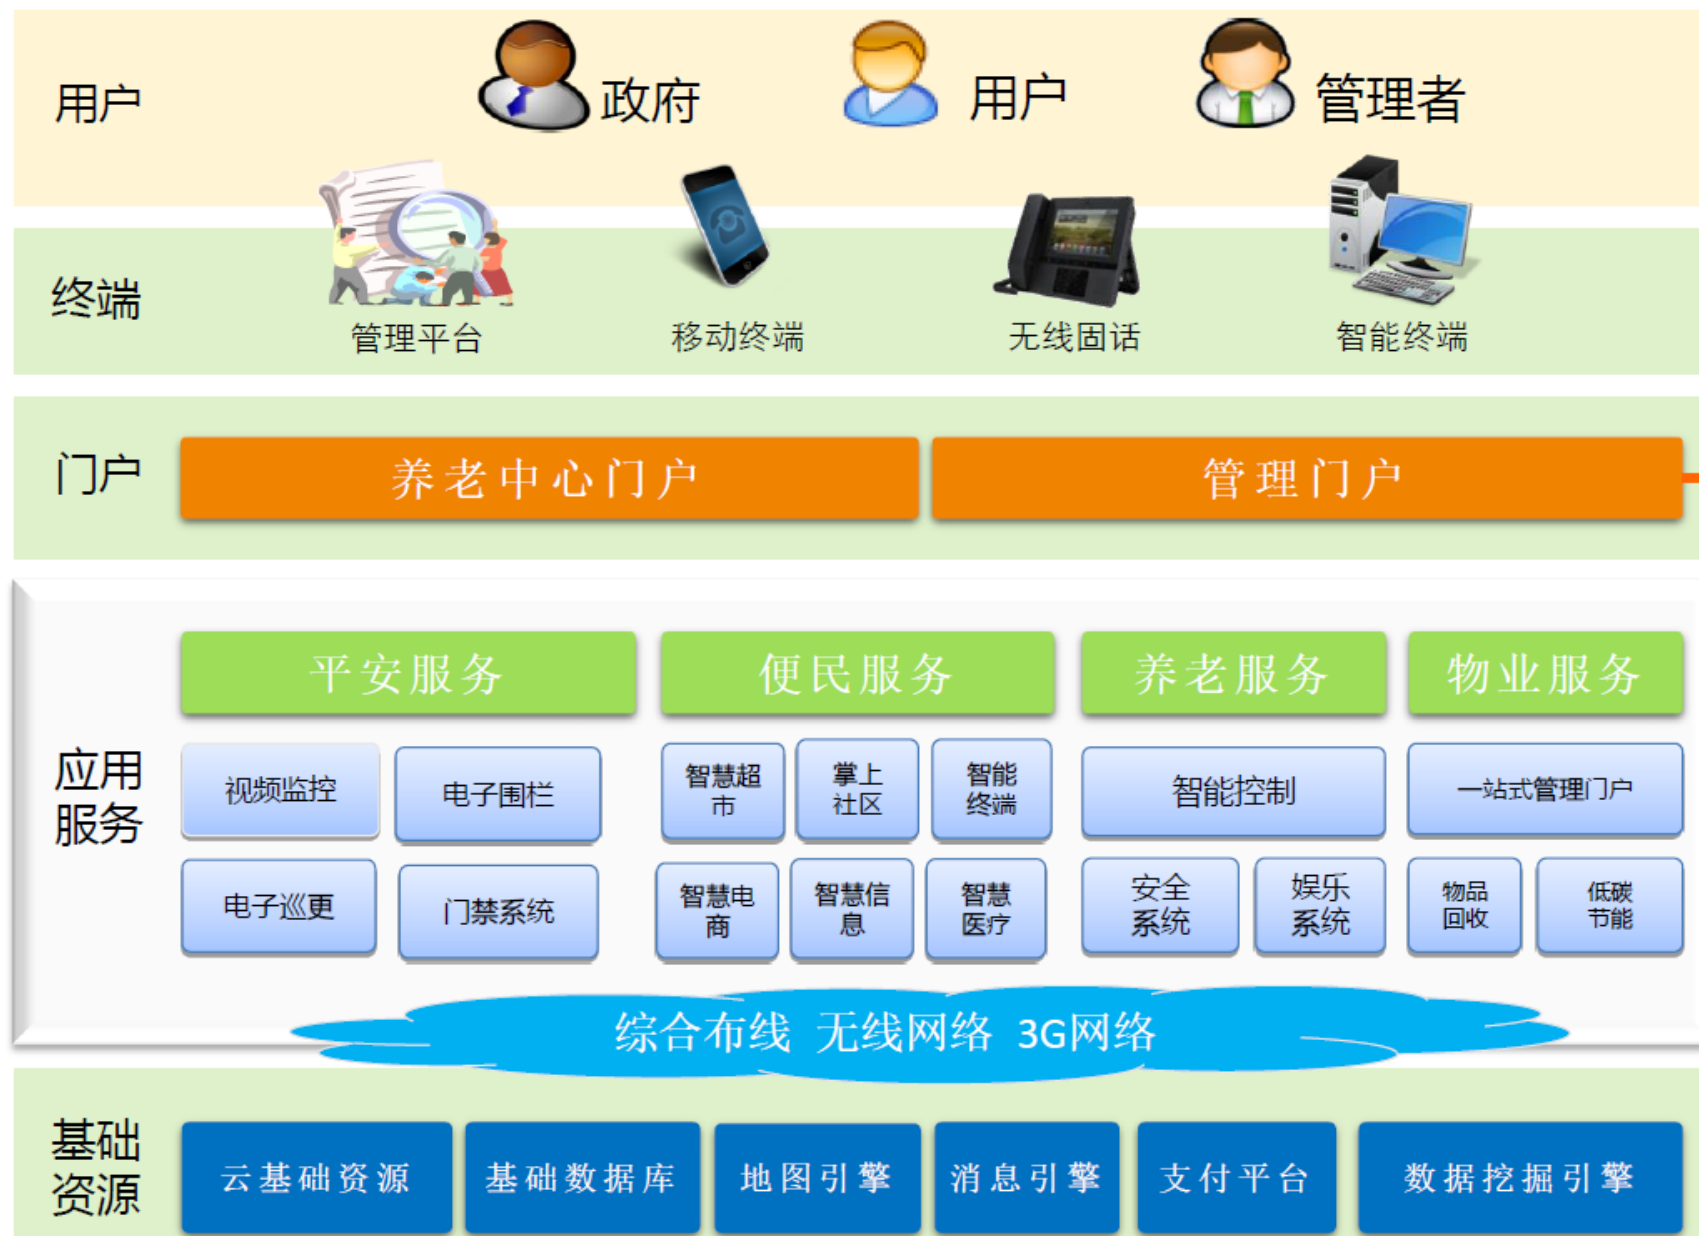 用户
政府
用户
管理者
终端
管理平台
移动终端
无线固话
智能终端
门户
养老中心门户
管理门户
应用
服务
平安服务
便民服务
养老服务
物业服务
视频监控
电子围栏
智慧超
市
掌上
社区
智能
终端
智能控制
一站式管理门户
电子巡更
门禁系统
智慧电
商
智慧信
息
智慧
医疗
安全
系统
娱乐
系统
物品
回收
低碳
节能
综合布线 无线网络 3G网络
基础
资源
云基础资源
基础数据库
地图引擎
消息引擎
支付平台
数据挖掘引擎